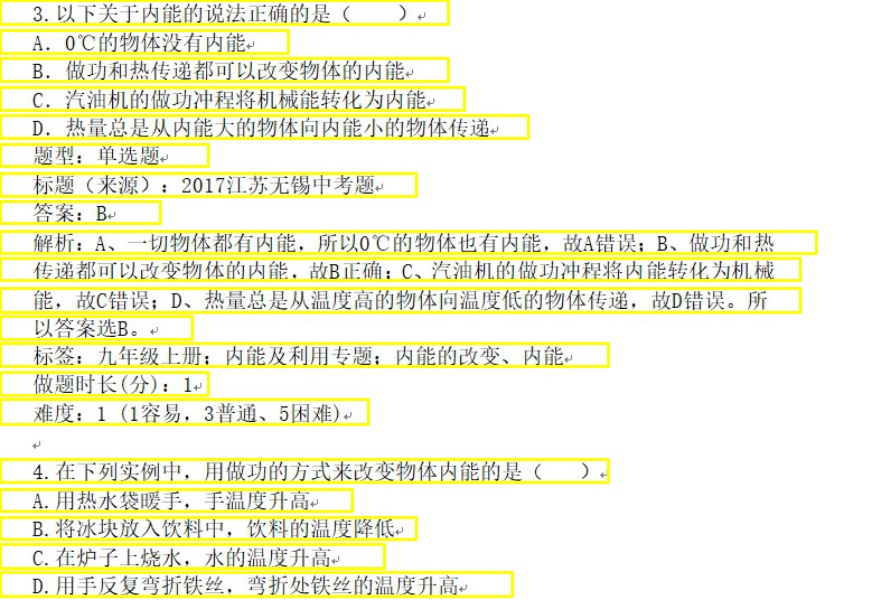 3.以下关于内能的说法正确的是（　　）
A．0℃的物体没有内能
B．做功和热传递都可以改变物体的内能
C．汽油机的做功冲程将机械能转化为内能
D．热量总是从内能大的物体向内能小的物体传递
题型：单选题
标题（来源）：2017江苏无锡中考题
答案：B
解析：A、一切物体都有内能，所以0℃的物体也有内能，故A错误；B、做功和热
传递都可以改变物体的内能，故B正确；C、汽油机的做功冲程将内能转化为机械
能，故C错误；D、热量总是从温度高的物体向温度低的物体传递，故D错误。所
以答案选B。
标签：九年级上册；内能及利用专题；内能的改变、内能
做题时长(分)：1
难度：1 (1容易，3普通、5困难)
4.在下列实例中，用做功的方式来改变物体内能的是（　　）
A.用热水袋暖手，手温度升高
B.将冰块放入饮料中，饮料的温度降低
C.在炉子上烧水，水的温度升高
D.用手反复弯折铁丝，弯折处铁丝的温度升高